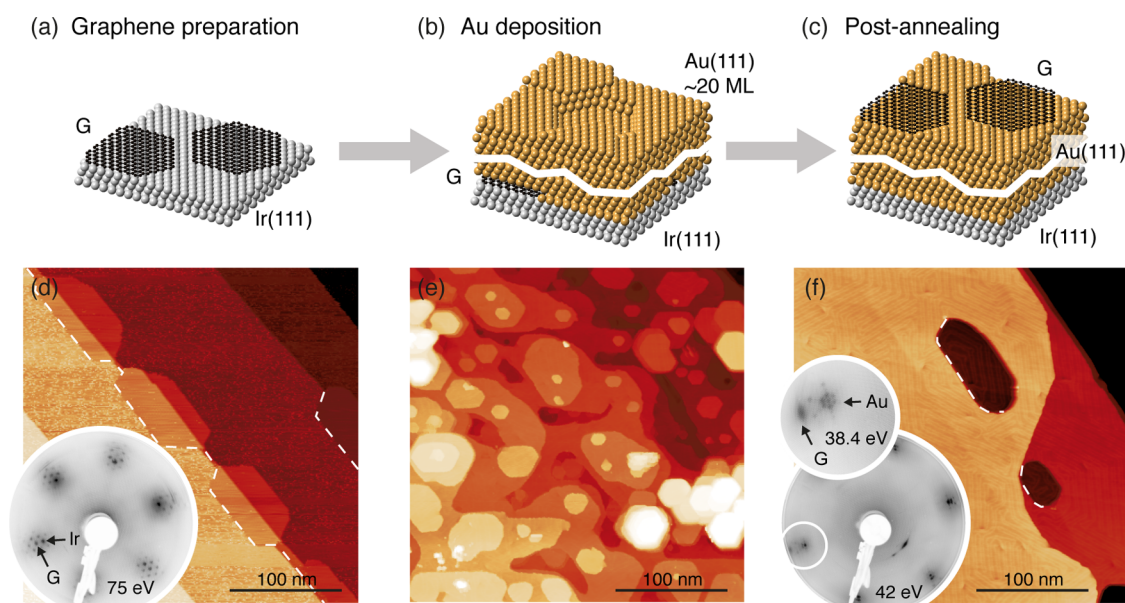 (a) Graphene preparation
(b) Au deposition
(c) Post-annealing
G
Ir(111)
Au(111)
~20 ML
G
Ir(111)
G
Au(111)
Ir(111)
(d)
Ir
G
75 eV
100 nm
(e)
100 nm
(f)
Au
38.4 eV
G
42 eV
100 nm